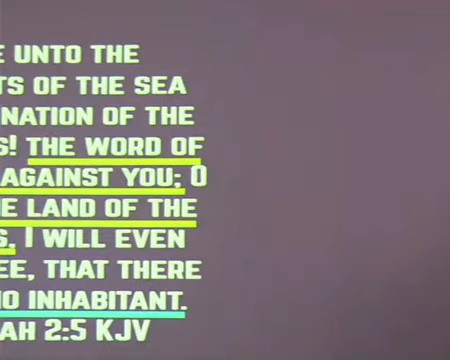 E UNTO THE
TS OF THE SEA
NATION OF THE
S! THE WORD OF
AGAINST YOU; O
E LAND OF THE
S, I WILL EVEN
EE, THAT THERE
NO INHABITANT.
AH 2:5 KJV